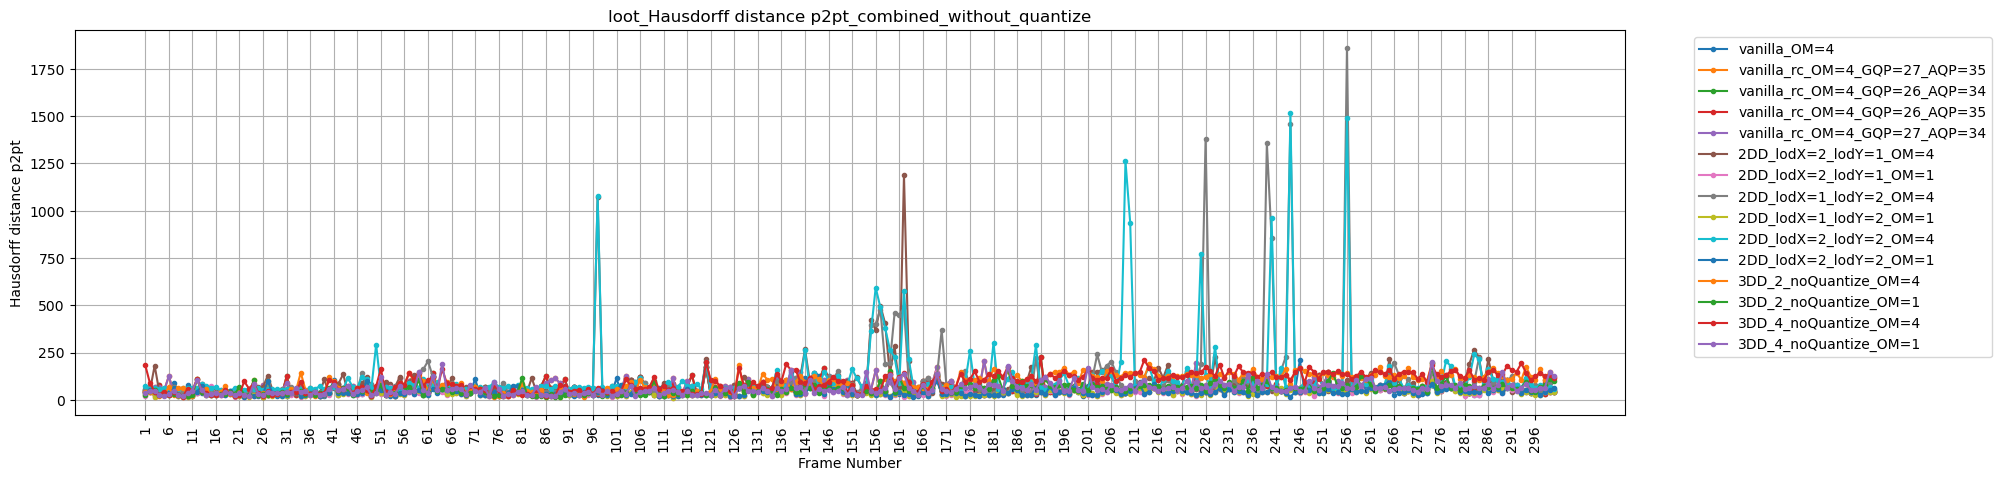 loot_Hausdorff distance p2pt_combined_without_quantize
Hausdorff distance p2pt
1750
1500
1250
1000
750
500
250
0
1 6 11 16 21 26 31 36 41 46 51 56 61 66 71 76 81 86 91 96 101 106 111 116 121 126 131 136 141 146 151 156 161 166 171 176 181 186 191 196 201 206 211 216 221 226 231 236 241 246 251 256 261 266 271 276 281 286 291 296
Frame Number
vanilla_OM=4
vanilla_rc_OM=4_GQP=27_AQP=35
vanilla_rc_OM=4_GQP=26_AQP=34
vanilla_rc_OM=4_GQP=26_AQP=35
vanilla_rc_OM=4_GQP=27_AQP=34
2DD_lodX=2_lodY=1_OM=4
2DD_lodX=2_lodY=1_OM=1
2DD_lodX=1_lodY=2_OM=4
2DD_lodX=1_lodY=2_OM=1
2DD_lodX=2_lodY=2_OM=4
2DD_lodX=2_lodY=2_OM=1
3DD_2_noQuantize_OM=4
3DD_2_noQuantize_OM=1
3DD_4_noQuantize_OM=4
3DD_4_noQuantize_OM=1